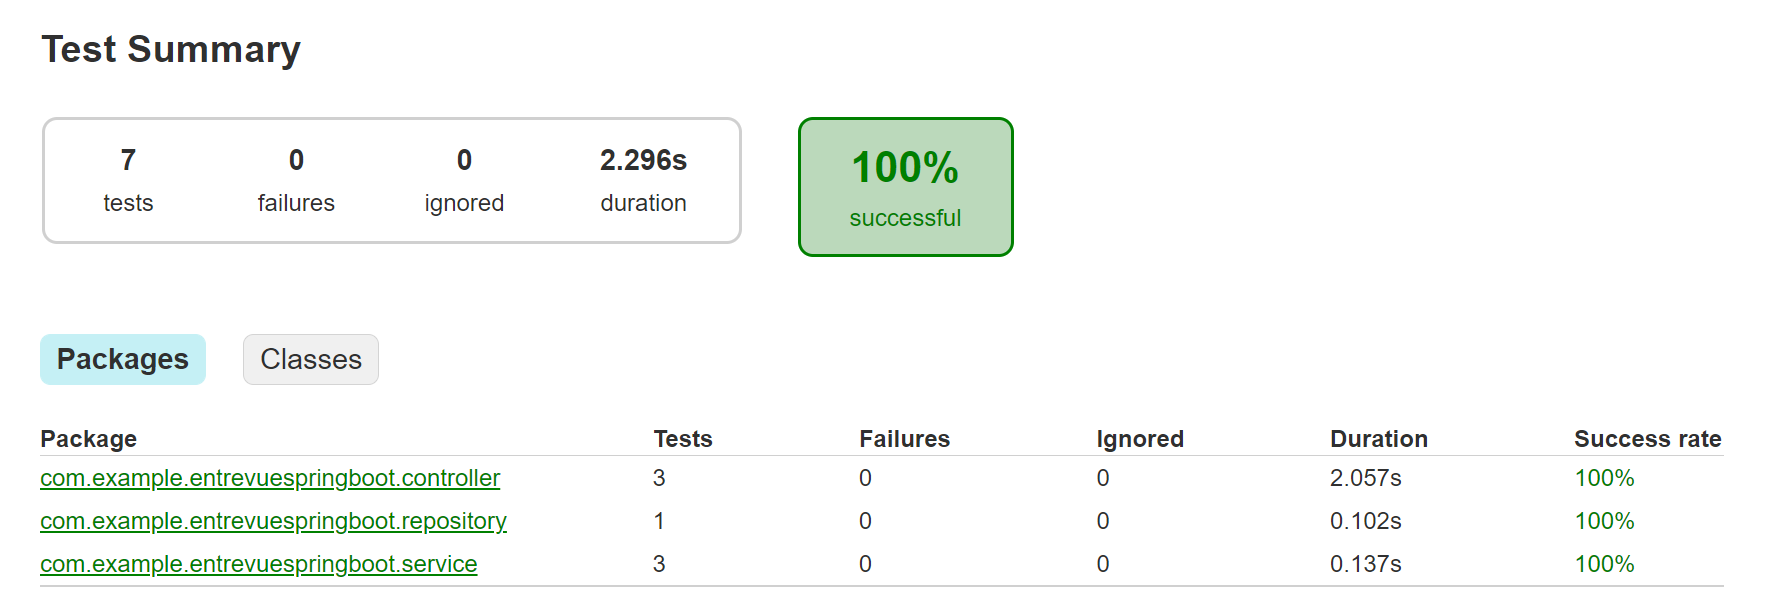 Test Summary
7 0 0 2.296s
tests failures ignored duration
100%
successful
Packages Classes
Package Tests Failures Ignored Duration Success rate
com.example.entrevuespringboot.controller 3 0 0 2.057s 100%
com.example.entrevuespringboot.repository 1 0 0 0.102s 100%
com.example.entrevuespringboot.service 3 0 0 0.137s 100%